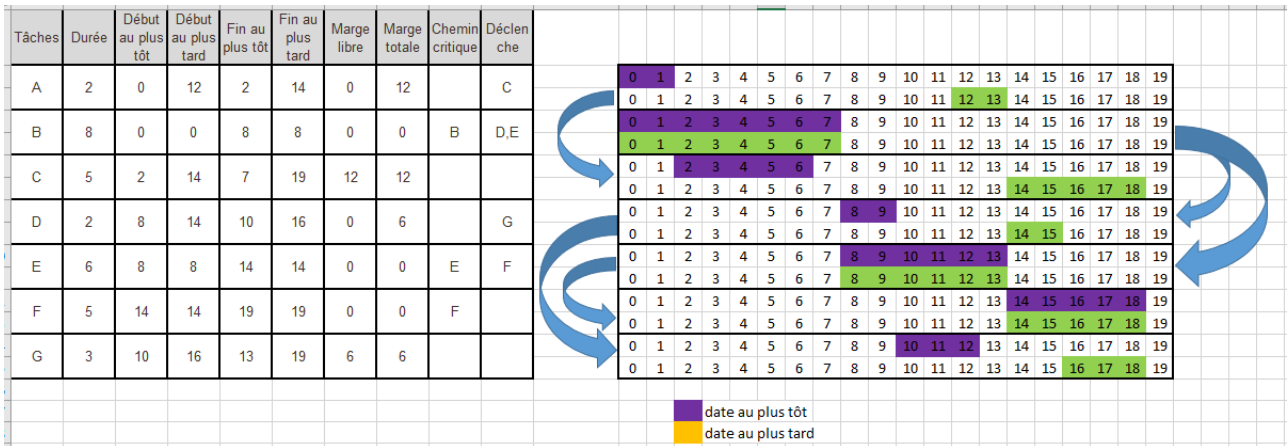 Tâches Durée Début au plus tôt Début au plus tard Fin au plus tôt Fin au plus tard Marge libre Marge totale Chemin critique Déclen che
0 1 2 3 4 5 6 7 8 9 10 11 12 13 14 15 16 17 18 19
A 2 0 12 2 14 0 12 C
0 1 2 3 4 5 6 7 8 9 10 11 12 13 14 15 16 17 18 19
0 1 2 3 4 5 6 7 8 9 10 11 12 13 14 15 16 17 18 19
B 8 0 0 8 8 0 0 B D,E
0 1 2 3 4 5 6 7 8 9 10 11 12 13 14 15 16 17 18 19
0 1 2 3 4 5 6 7 8 9 10 11 12 13 14 15 16 17 18 19
C 5 2 14 7 19 12 12
0 1 2 3 4 5 6 7 8 9 10 11 12 13 14 15 16 17 18 19
0 1 2 3 4 5 6 7 8 9 10 11 12 13 14 15 16 17 18 19
D 2 8 14 10 16 0 6 G
0 1 2 3 4 5 6 7 8 9 10 11 12 13 14 15 16 17 18 19
0 1 2 3 4 5 6 7 8 9 10 11 12 13 14 15 16 17 18 19
E 6 8 8 14 14 0 0 E F
0 1 2 3 4 5 6 7 8 9 10 11 12 13 14 15 16 17 18 19
0 1 2 3 4 5 6 7 8 9 10 11 12 13 14 15 16 17 18 19
F 5 14 14 19 19 0 0 F
0 1 2 3 4 5 6 7 8 9 10 11 12 13 14 15 16 17 18 19
0 1 2 3 4 5 6 7 8 9 10 11 12 13 14 15 16 17 18 19
G 3 10 16 13 19 6 6
0 1 2 3 4 5 6 7 8 9 10 11 12 13 14 15 16 17 18 19
date au plus tôt
date au plus tard